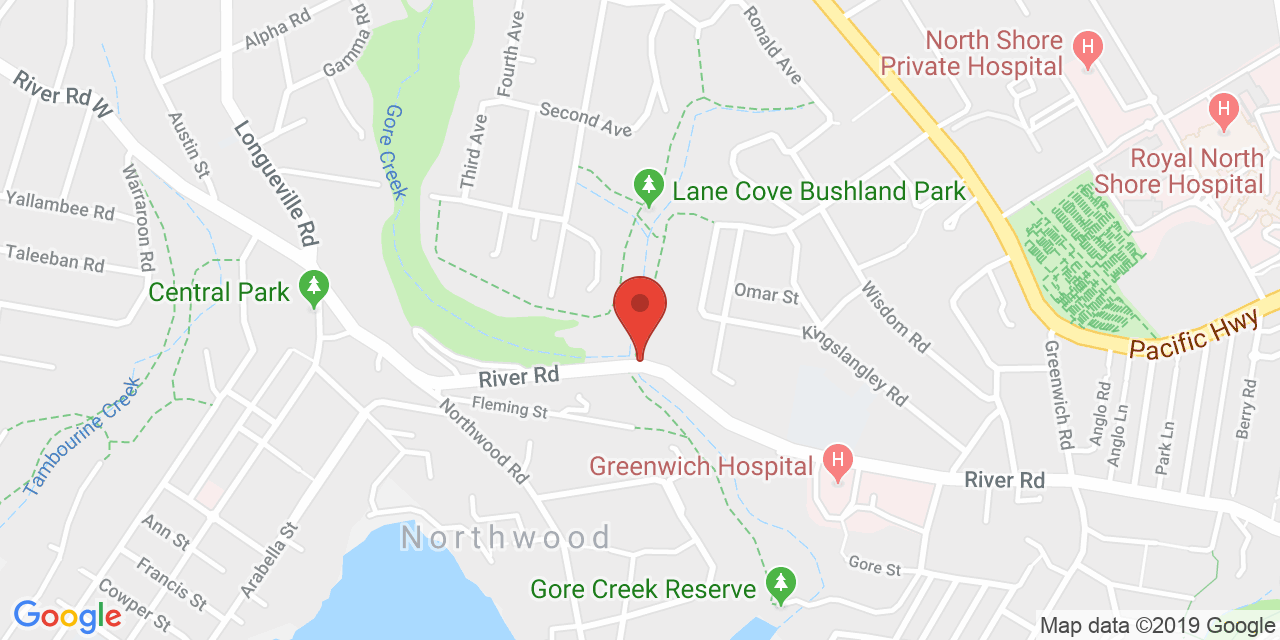 Alpha Rd
Gamma Rd
Fourth Ave
Ronald Ave
North Shore
Private Hospital
H
River Rd W
Austin St
Longueville Rd
Gore Creek
Third Ave
Second Ave
H
Royal North
Shore Hospital
Lane Cove Bushland Park
Yallambee Rd
Warraroon Rd
Taleeban Rd
Central Park
Omar St
Wisdom Rd
Kingslangley Rd
Pacific Hwy
River Rd
Fleming St
Northwood Rd
Greenwich Rd
Anglo Rd
Anglo Ln
Park Ln
Berry Rd
Tambourine Creek
Greenwich Hospital
H
River Rd
Ann St
Francis St
Cowper St
Arabella St
Northwood
Gore St
Gore Creek Reserve
Google
Map data ©2019 Google